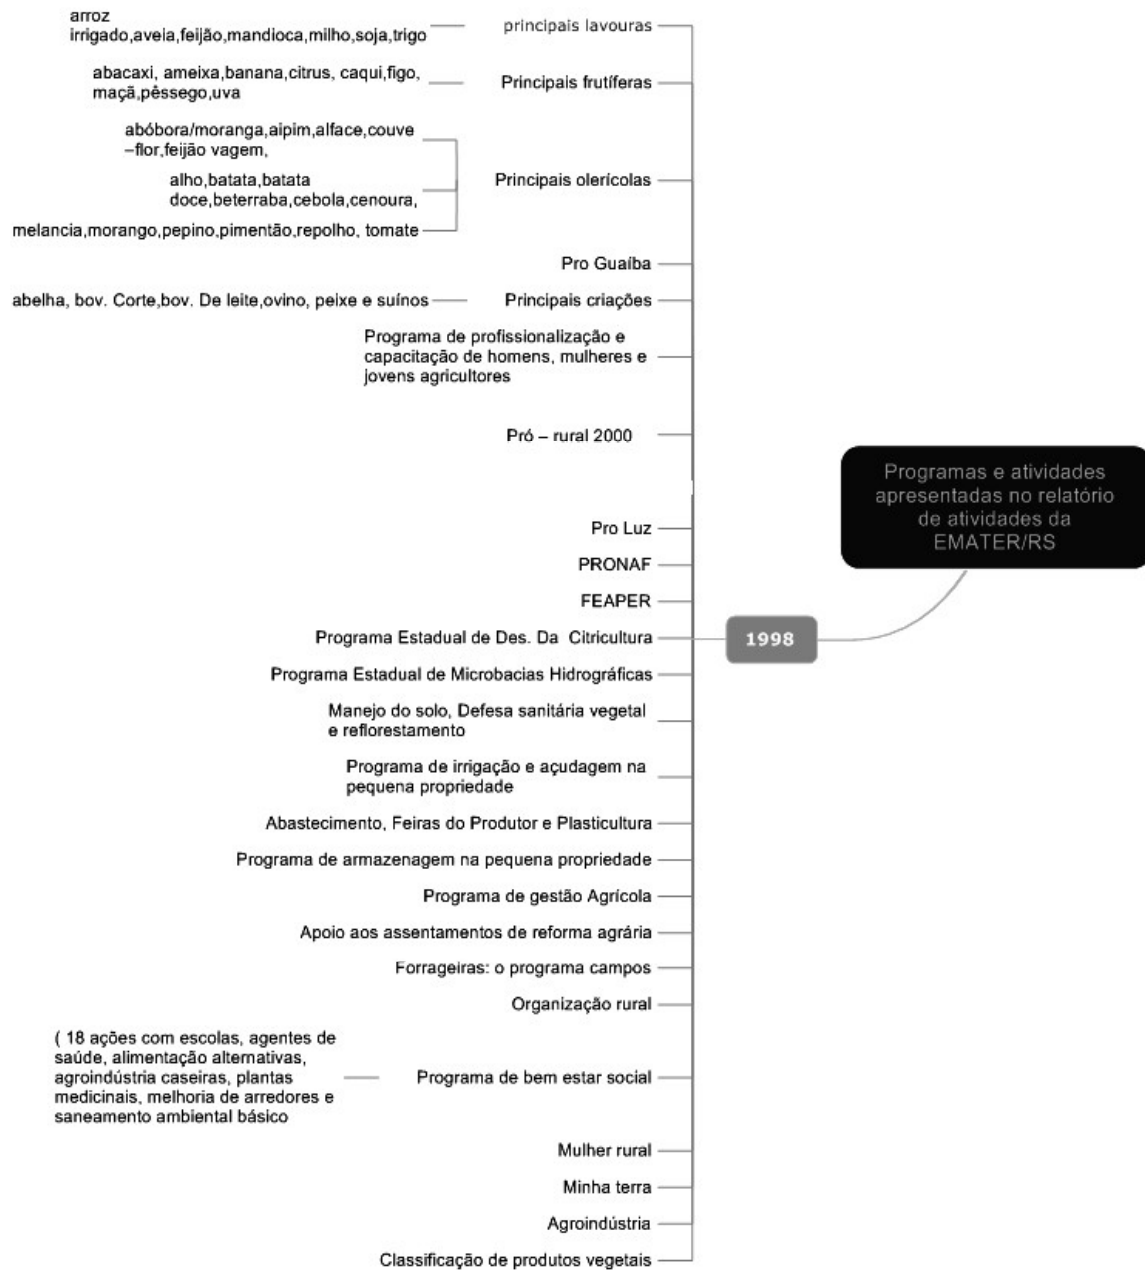 arroz
irrigado,aveia,feijão,mandioca,milho,soja,trigo
principais lavouras
abacaxi, ameixa,banana,citrus, caqui,figo,
maçã,pêssego,uva
Principais frutíferas
abóbora/moranga,aipim,alface,couve
–flor,feijão vagem,
alho,batata,batata
doce,beterraba,cebola,cenoura,
melancia,morango,pepino,pimentão,repolho, tomate
Principais olerícolas
Pro Guaíba
abelha, bov. Corte,bov. De leite,ovino, peixe e suínos
Principais criações
Programa de profissionalização e
capacitação de homens, mulheres e
jovens agricultores
Pró – rural 2000
Pro Luz
PRONAF
FEAPER
Programa Estadual de Des. Da Citricultura
Programa Estadual de Microbacias Hidrográficas
Manejo do solo, Defesa sanitária vegetal
e reflorestamento
Programa de irrigação e açudagem na
pequena propriedade
Abastecimento, Feiras do Produtor e Plasticultura
Programa de armazenagem na pequena propriedade
Programa de gestão Agrícola
Apoio aos assentamentos de reforma agrária
Forrageiras: o programa campos
Organização rural
( 18 ações com escolas, agentes de
saúde, alimentação alternativas,
agroindústria caseiras, plantas
medicinais, melhoria de arredores e
saneamento ambiental básico
Programa de bem estar social
Mulher rural
Minha terra
Agroindústria
Classificação de produtos vegetais
1998
Programas e atividades
apresentadas no relatório
de atividades da
EMATER/RS